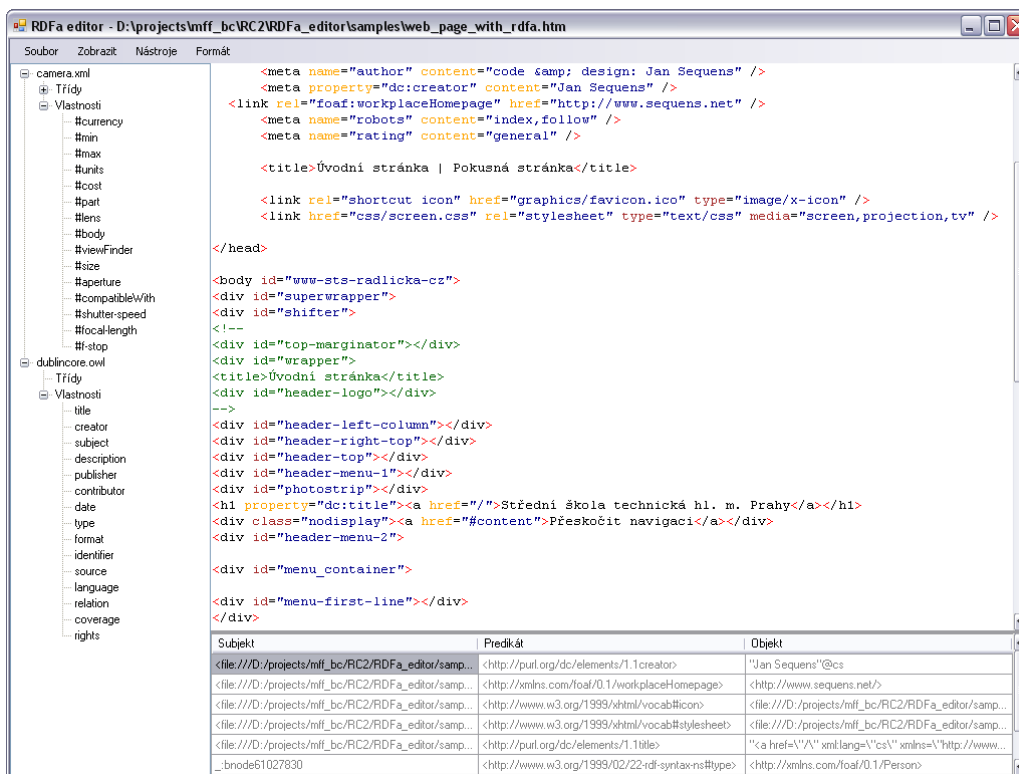 RDFa editor - D:\projects\mff_bc\RC2\RDFa_editor\samples\web_page_with_rdfa.htm
Soubor Zobrazit Nástroje Formát
camera.xml
Třídy
Vlastnosti
#currency
#min
#max
#units
#cost
#part
#lens
#body
#viewFinder
#size
#aperture
#compatibleWith
#shutter-speed
#focal-length
#f-stop
dublincore.owl
Třídy
Vlastnosti
title
creator
subject
description
publisher
contributor
date
type
format
identifier
source
language
relation
coverage
rights
<meta name="author" content="code &amp; design: Jan Sequens" />
<meta property="dc:creator" content="Jan Sequens" />
<link rel="foaf:workplaceHomepage" href="http://www.sequens.net" />
<meta name="robots" content="index,follow" />
<meta name="rating" content="general" />
<title>Úvodní stránka | Pokusná stránka</title>
<link rel="shortcut icon" href="graphics/favicon.ico" type="image/x-icon" />
<link href="css/screen.css" rel="stylesheet" type="text/css" media="screen,projection,tv" />
</head>
<body id="www-sts-radlicka-cz">
<div id="superwrapper">
<div id="shifter">
<!--
<div id="top-marginator"></div>
<div id="wrapper">
<title>Úvodní stránka</title>
<div id="header-logo"></div>
-->
<div id="header-left-column"></div>
<div id="header-right-top"></div>
<div id="header-top"></div>
<div id="header-menu-1"></div>
<div id="photostrip"></div>
<h1 property="dc:title"><a href="/">Střední škola technická hl. m. Prahy</a></h1>
<div class="nodisplay"><a href="#content">Přeskočit navigaci</a></div>
<div id="header-menu-2">
<div id="menu_container">
<div id="menu-first-line"></div>
</div>
Subjekt Predikát Objekt
<file:///D:/projects/mff_bc/RC2/RDFa_editor/samp... <http://purl.org/dc/elements/1.1creator> "Jan Sequens"@cs
<file:///D:/projects/mff_bc/RC2/RDFa_editor/samp... <http://xmlns.com/foaf/0.1/workplaceHomepage> <http://www.sequens.net/>
<file:///D:/projects/mff_bc/RC2/RDFa_editor/samp... <http://www.w3.org/1999/xhtml/vocab#icon> <file:///D:/projects/mff_bc/RC2/RDFa_editor/samp...
<file:///D:/projects/mff_bc/RC2/RDFa_editor/samp... <http://www.w3.org/1999/xhtml/vocab#stylesheet> <file:///D:/projects/mff_bc/RC2/RDFa_editor/samp...
<file:///D:/projects/mff_bc/RC2/RDFa_editor/samp... <http://purl.org/dc/elements/1.1title> "<a href=\"/\" xml:lang=\"cs\" xmlns=\"http://www...
_:bnode61027830 <http://www.w3.org/1999/02/22-rdf-syntax-ns#type> <http://xmlns.com/foaf/0.1/Person>